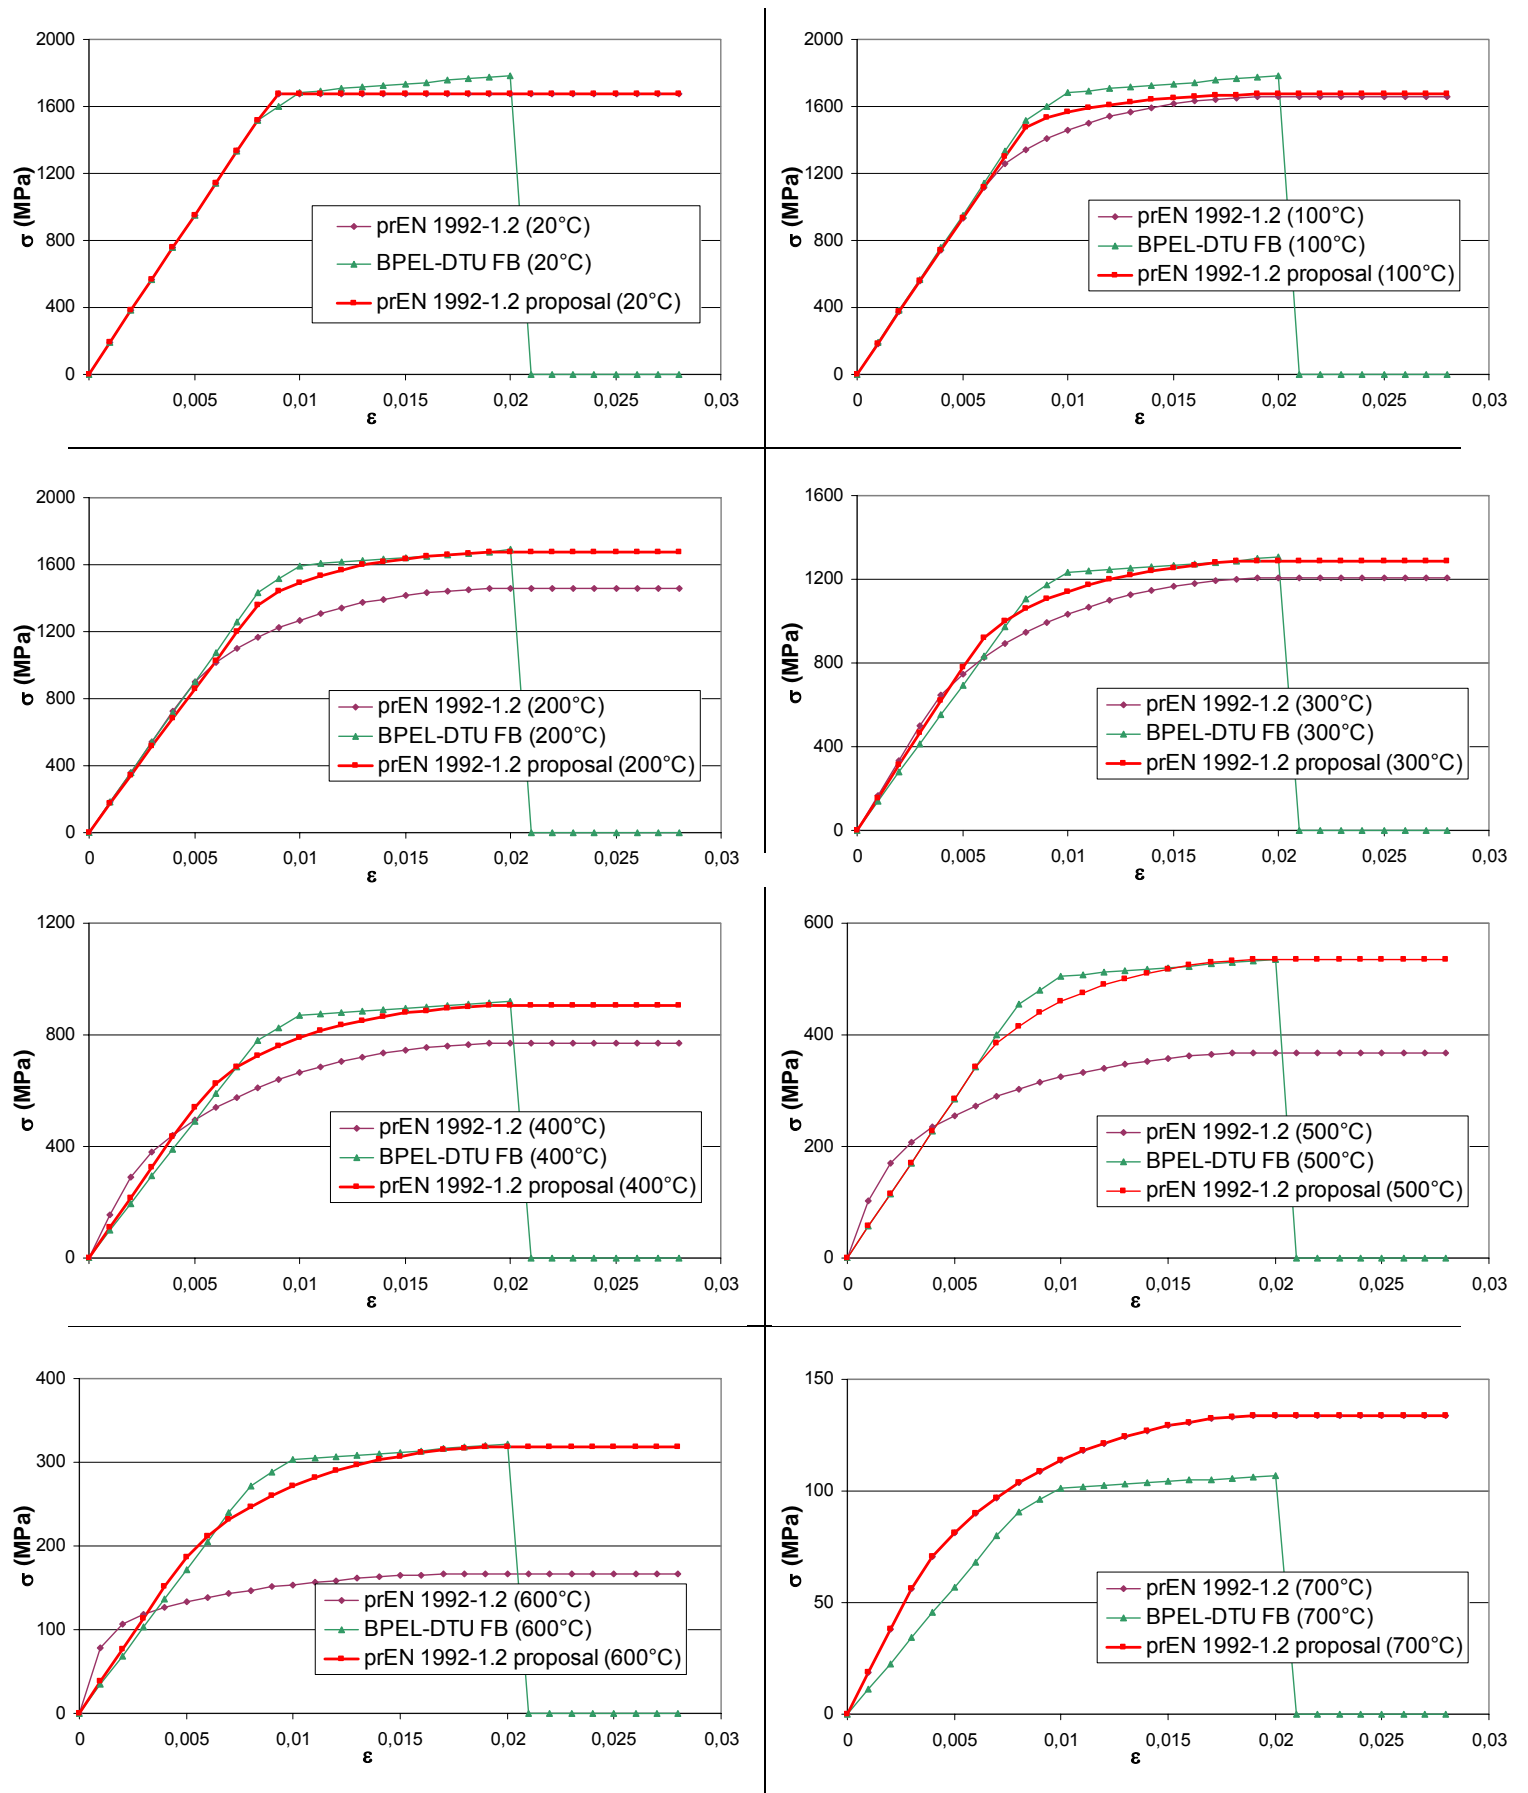 2000
1600
1200
800
400
0
σ (MPa)
prEN 1992-1.2 (20°C)
BPEL-DTU FB (20°C)
prEN 1992-1.2 proposal (20°C)
0 0,005 0,01 0,015 0,02 0,025 0,03
ε
2000
1600
1200
800
400
0
σ (MPa)
prEN 1992-1.2 (100°C)
BPEL-DTU FB (100°C)
prEN 1992-1.2 proposal (100°C)
0 0,005 0,01 0,015 0,02 0,025 0,03
ε
2000
1600
1200
800
400
0
σ (MPa)
prEN 1992-1.2 (200°C)
BPEL-DTU FB (200°C)
prEN 1992-1.2 proposal (200°C)
0 0,005 0,01 0,015 0,02 0,025 0,03
ε
1600
1200
800
400
0
σ (MPa)
prEN 1992-1.2 (300°C)
BPEL-DTU FB (300°C)
prEN 1992-1.2 proposal (300°C)
0 0,005 0,01 0,015 0,02 0,025 0,03
ε
1200
800
400
0
σ (MPa)
prEN 1992-1.2 (400°C)
BPEL-DTU FB (400°C)
prEN 1992-1.2 proposal (400°C)
0,005 0,01 0,015 0,02 0,025 0,03
ε
600
400
200
0
σ (MPa)
prEN 1992-1.2 (500°C)
BPEL-DTU FB (500°C)
prEN 1992-1.2 proposal (500°C)
0 0,005 0,01 0,015 0,02 0,025 0,03
ε
400
300
200
100
0
σ (MPa)
prEN 1992-1.2 (600°C)
BPEL-DTU FB (600°C)
prEN 1992-1.2 proposal (600°C)
0 0,005 0,01 0,015 0,02 0,025 0,03
ε
150
100
50
0
σ (MPa)
prEN 1992-1.2 (700°C)
BPEL-DTU FB (700°C)
prEN 1992-1.2 proposal (700°C)
0 0,005 0,01 0,015 0,02 0,025 0,03
ε